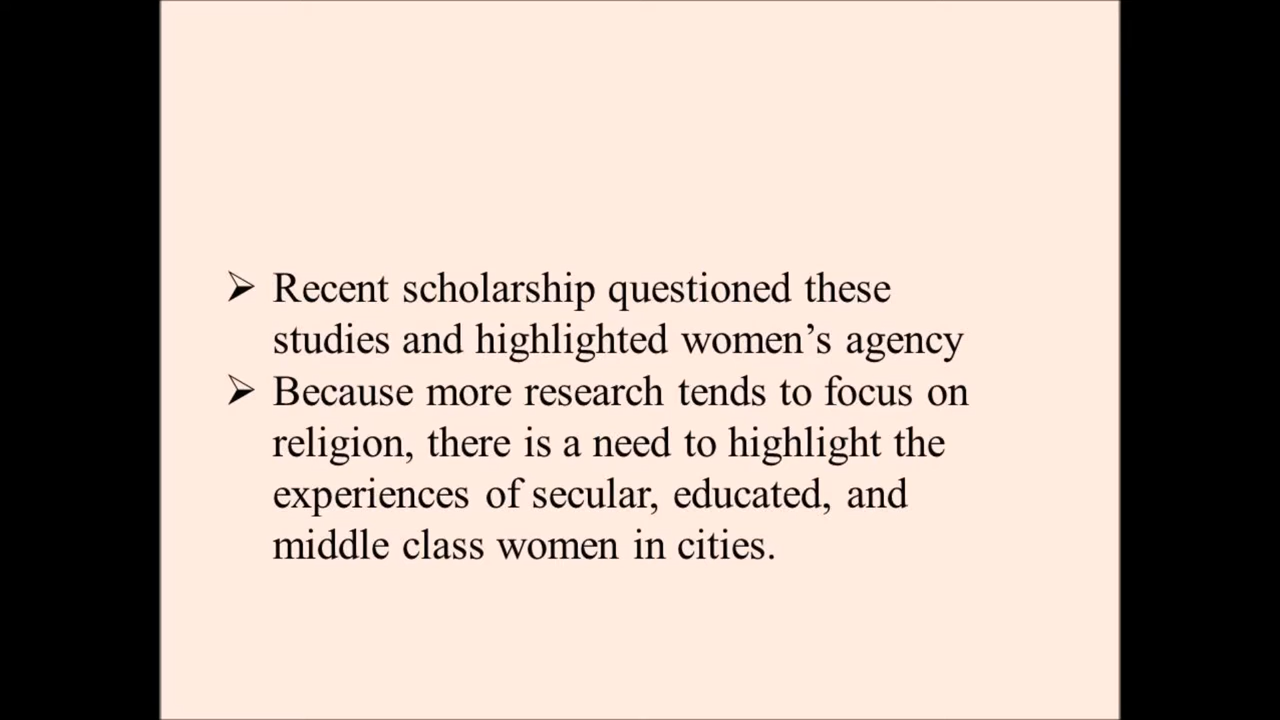 ➢ Recent scholarship questioned these
studies and highlighted women’s agency
➢ Because more research tends to focus on
religion, there is a need to highlight the
experiences of secular, educated, and
middle class women in cities.